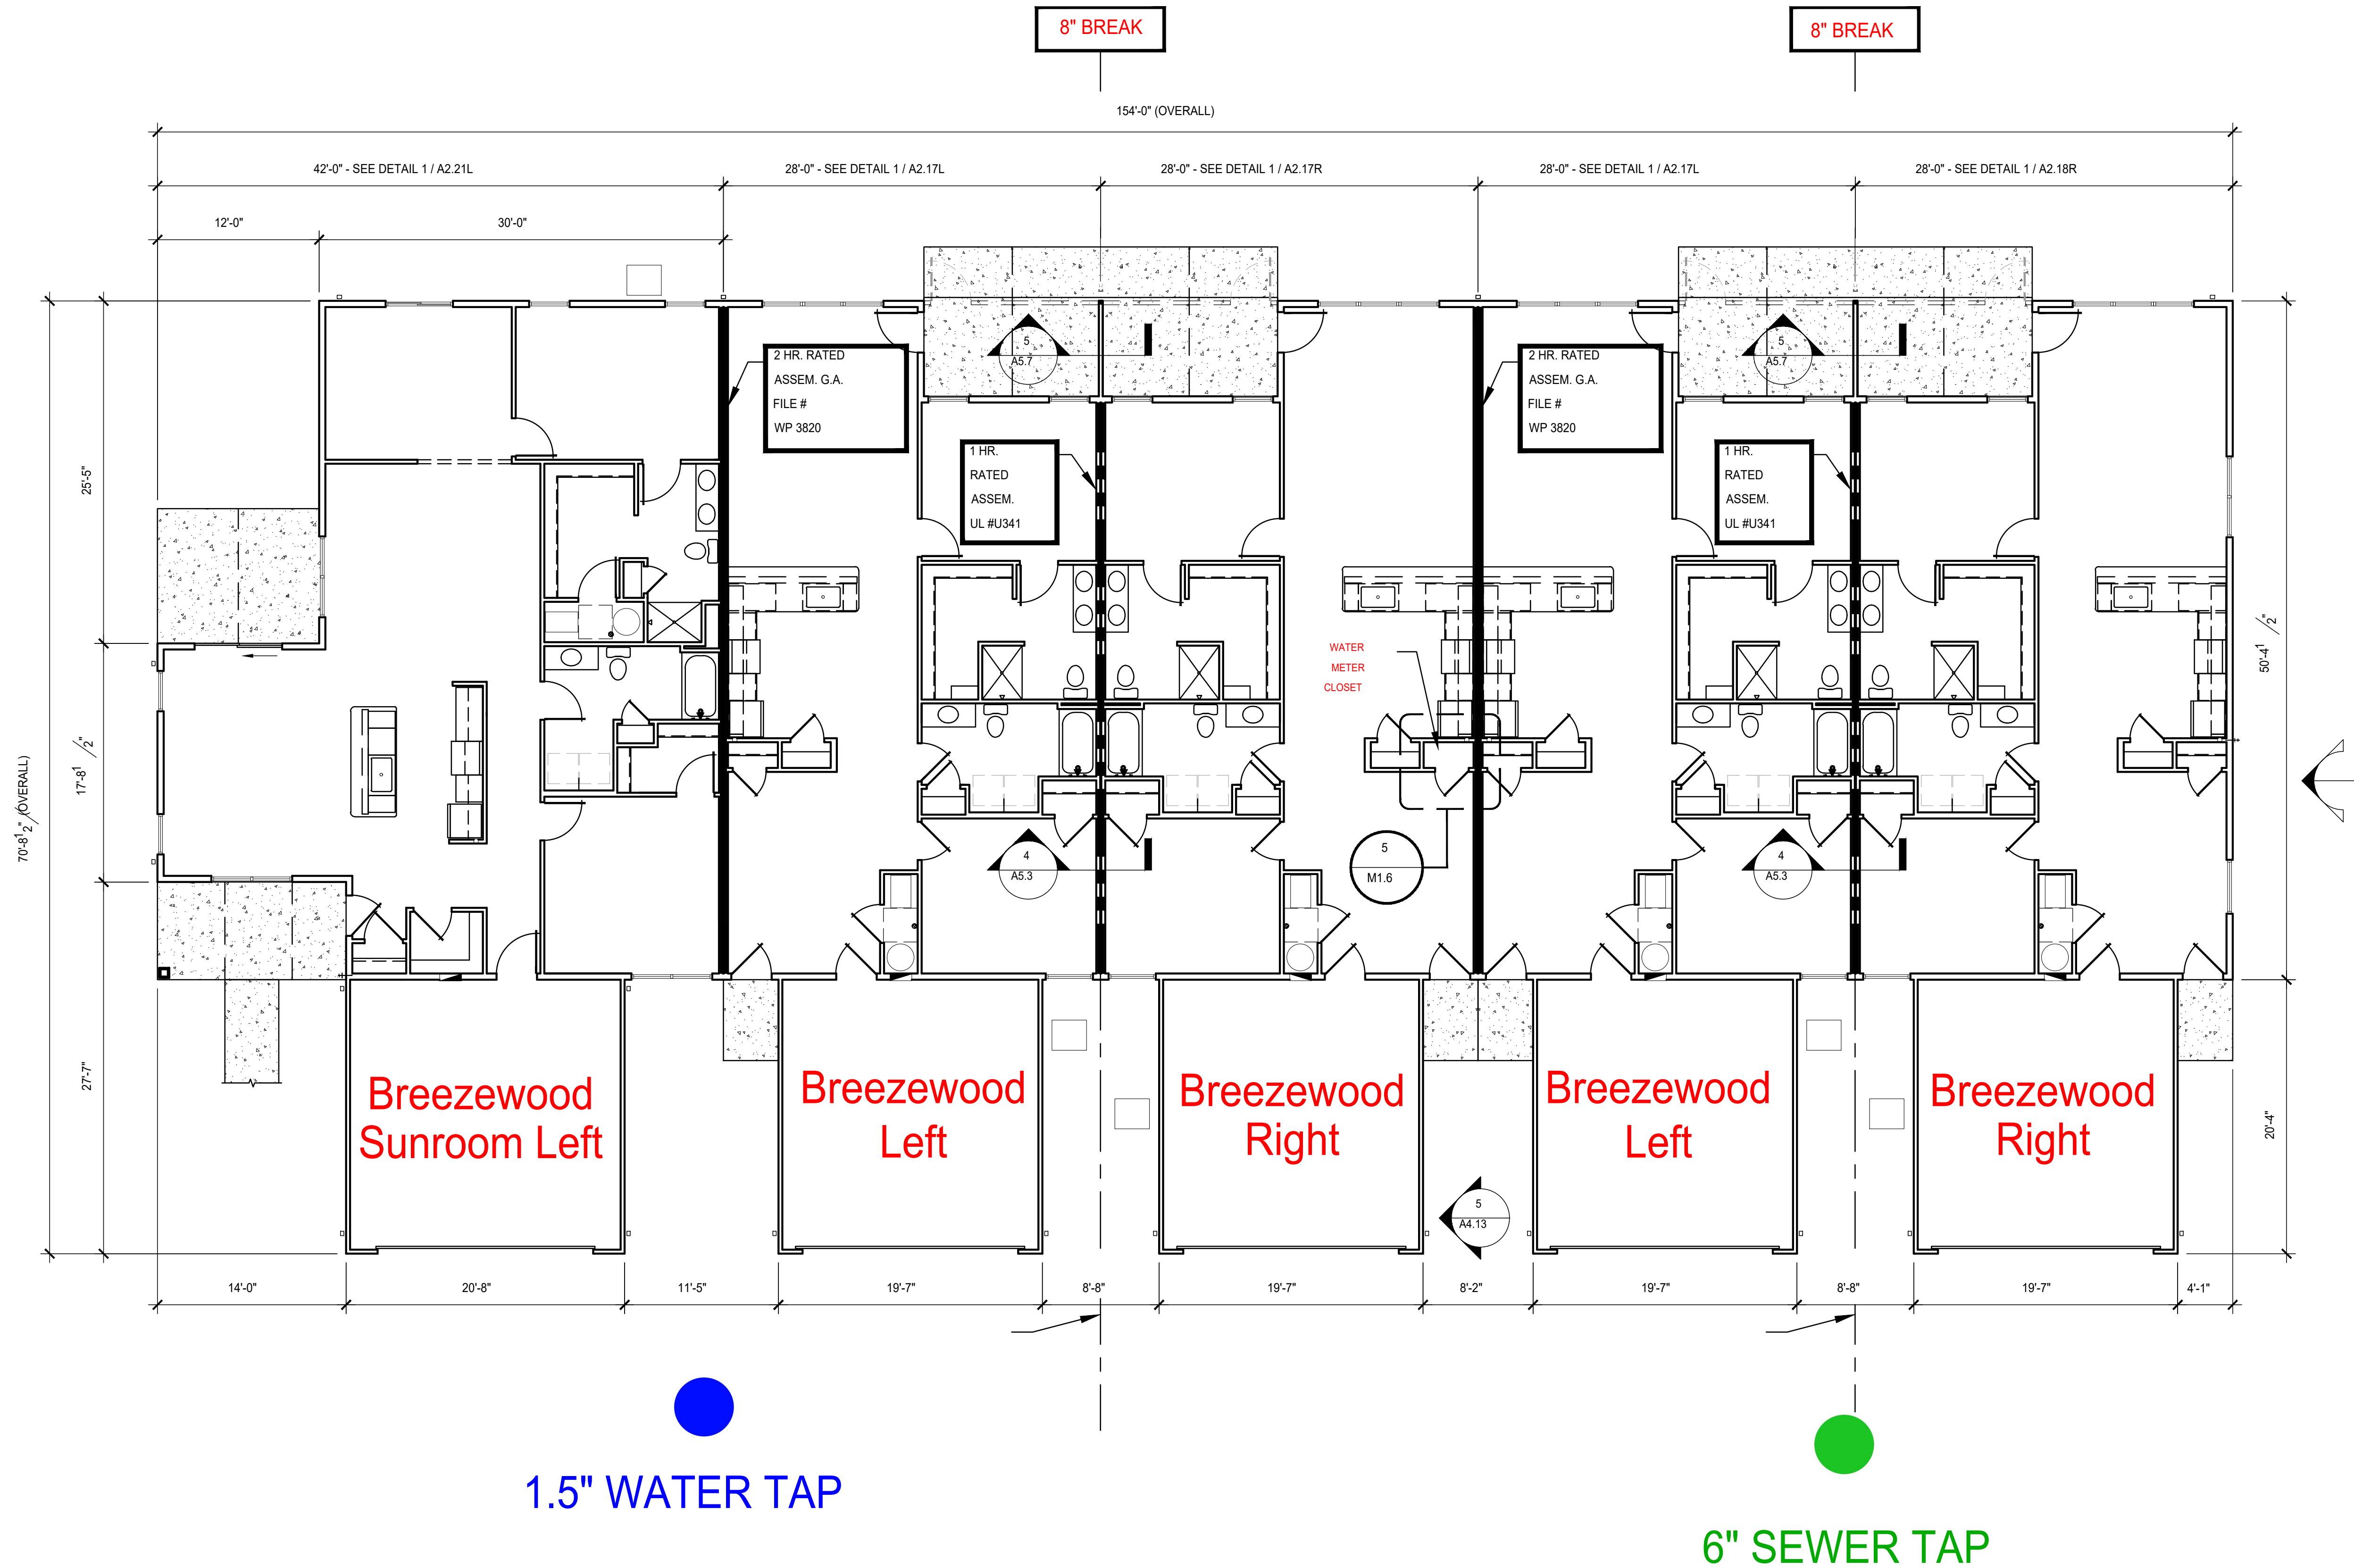 8" BREAK
8" BREAK
154'-0" (OVERALL)
42'-0" - SEE DETAIL 1 / A2.21L
28'-0" - SEE DETAIL 1 / A2.17L
28'-0" - SEE DETAIL 1 / A2.17R
28'-0" - SEE DETAIL 1 / A2.17L
28'-0" - SEE DETAIL 1 / A2.18R
12'-0"
30'-0"
2 HR. RATED
ASSEM. G.A.
FILE #
WP 3820
5
A5.7
2 HR. RATED
ASSEM. G.A.
FILE #
WP 3820
5
A5.7
1 HR.
RATED
ASSEM.
UL #U341
1 HR.
RATED
ASSEM.
UL #U341
25'-5"
17'-8 1/2"
70'-8 1/2" (OVERALL)
27'-7"
50'-4 1/2"
20'-4"
WATER
METER
CLOSET
4
A5.3
5
M1.6
4
A5.3
Breezewood
Sunroom Left
Breezewood
Left
Breezewood
Right
Breezewood
Left
Breezewood
Right
5
A4.13
14'-0"
20'-8"
11'-5"
19'-7"
8'-8"
19'-7"
8'-2"
19'-7"
8'-8"
19'-7"
4'-1"
1.5" WATER TAP
6" SEWER TAP